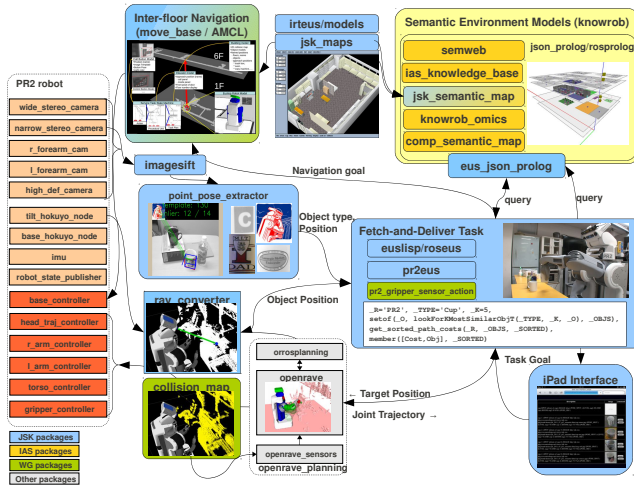 Inter-floor Navigation
(move_base / AMCL)
6F
1F
irteus/models
jsk_maps
Semantic Environment Models (knowrob)
semweb
json_prolog/rosprolog
ias_knowledge_base
jsk_semantic_map
knowrob_omics
comp_semantic_map
eus_json_prolog
PR2 robot
wide_stereo_camera
narrow_stereo_camera
r_forearm_cam
l_forearm_cam
high_def_camera
tilt_hokuyo_node
base_hokuyo_node
imu
robot_state_publisher
base_controller
head_traj_controller
r_arm_controller
l_arm_controller
torso_controller
gripper_controller
imagesift
Navigation goal
query
query
point_pose_extractor
template: 130
inlier: 12 / 14
Object type,
Position
Fetch-and-Deliver Task
euslisp/roseus
pr2eus
pr2_gripper_sensor_action
_R='PR2', _TYPE='Cup', _K=5,
setof(_O, lookForKMostSimilarObjT(_TYPE, _K, _O), _OBJS),
get_sorted_path_costs(_R, _OBJS, _SORTED),
member([Cost,Obj], _SORTED)
ray_converter
Object Position
Task Goal
collision_map
orrosplanning
openrave
openrave_sensors
openrave_planning
← Target Position
Joint Trajectory →
iPad Interface
JSK packages
IAS packages
WG packages
Other packages